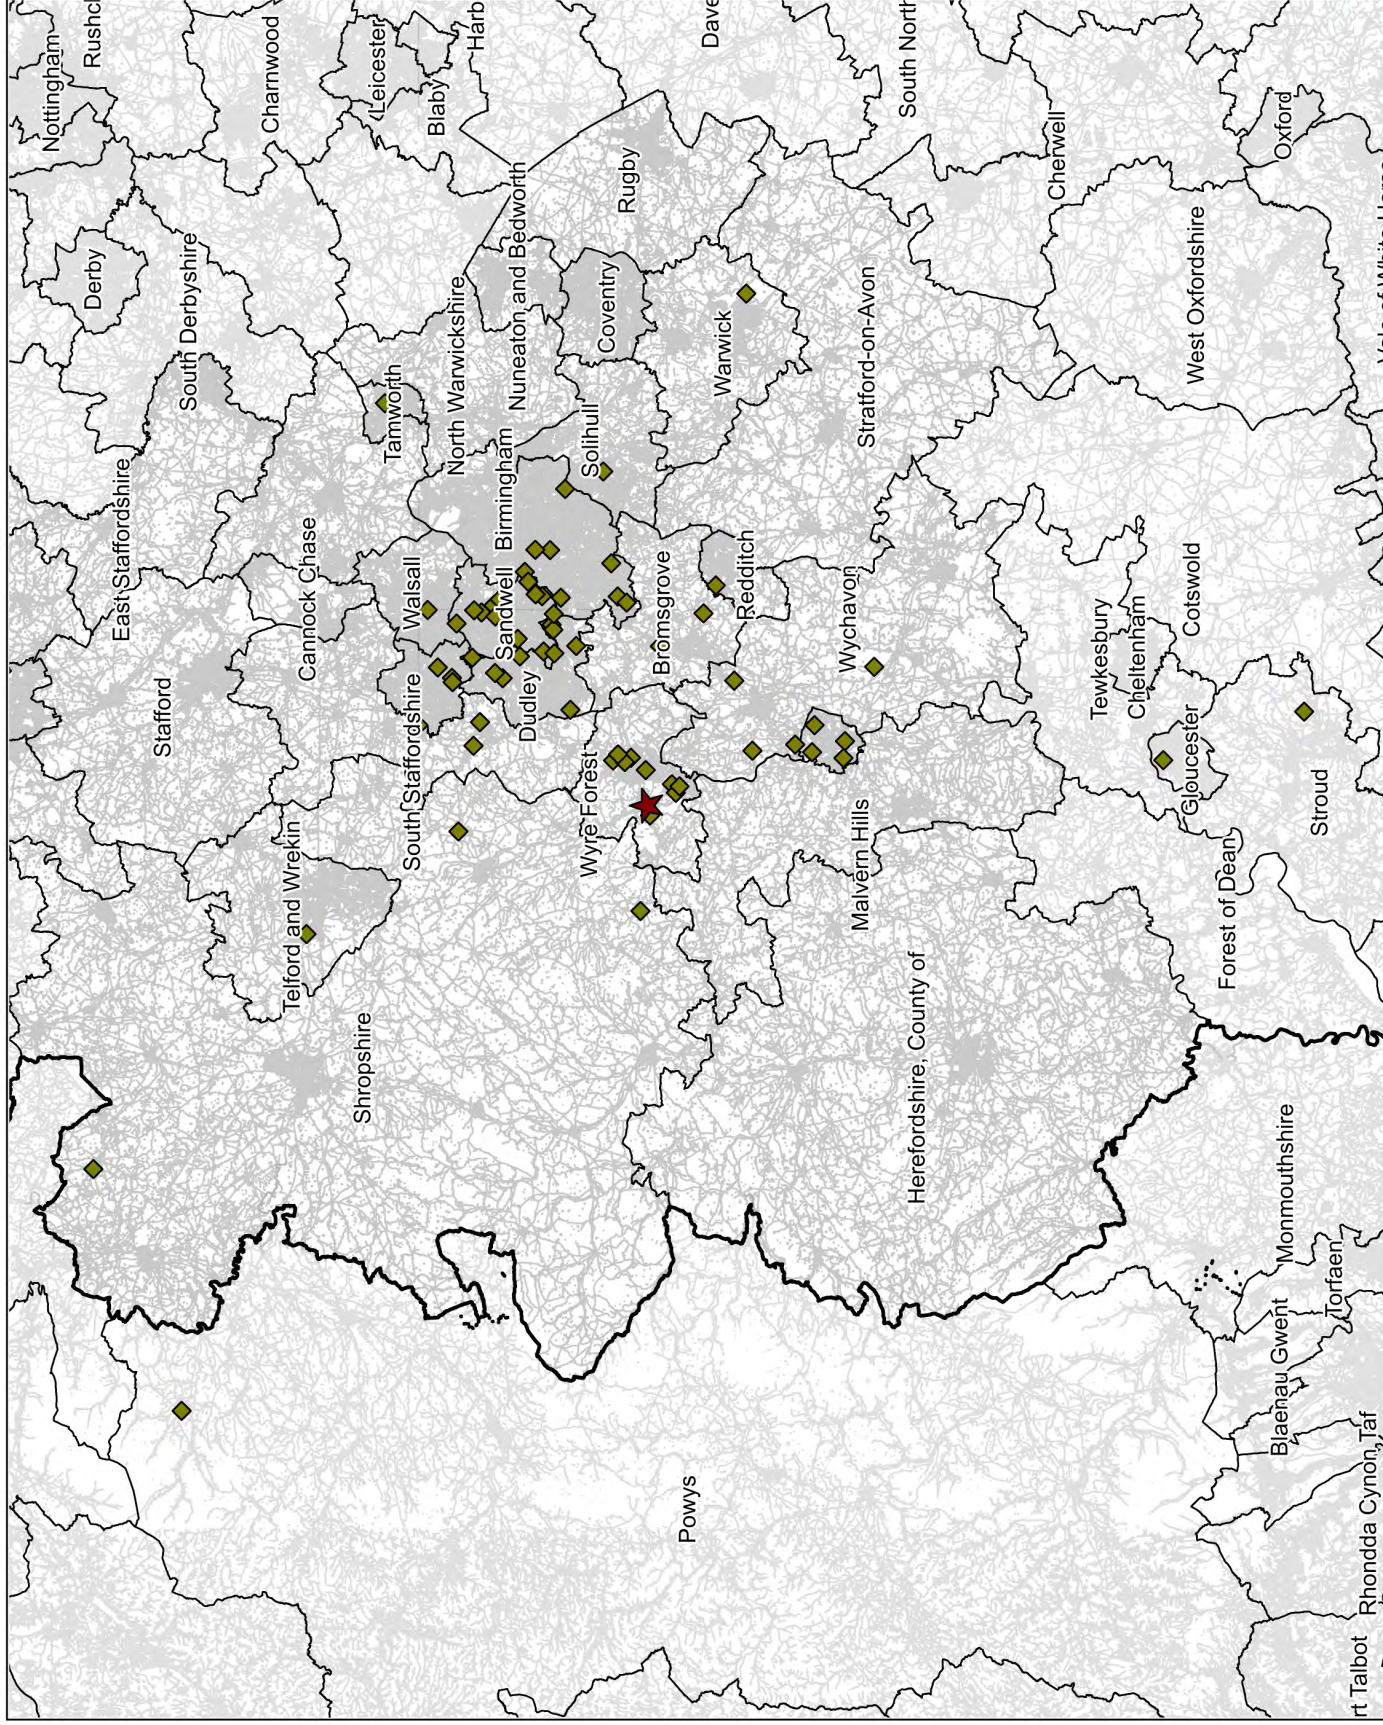 Nottingham
Rushcl
Derby
Charnwood
South Derbyshire
East Staffordshire
Stafford
Leicester
Blaby
Harb
Tamworth
Cannock Chase
Telford and Wrekin
Shropshire
North Warwickshire
Walsall
South Staffordshire
Nuneaton and Bedworth
Birmingham
Sandwell
Dudley
Rugby
Coventry
Solihull
Wyre Forest
Dave
Warwick
Bromsgrove
Redditch
Powys
South North
Stratford-on-Avon
Wychavon
Malvern Hills
Herefordshire, County of
Cherwell
Oxford
West Oxfordshire
Cotswold
Tewkesbury
Cheltenham
Gloucester
Stroud
Forest of Dean
Monmouthshire
Torfaen
Blaenau Gwent
Rhondda Cynon Taf
rt Talbot